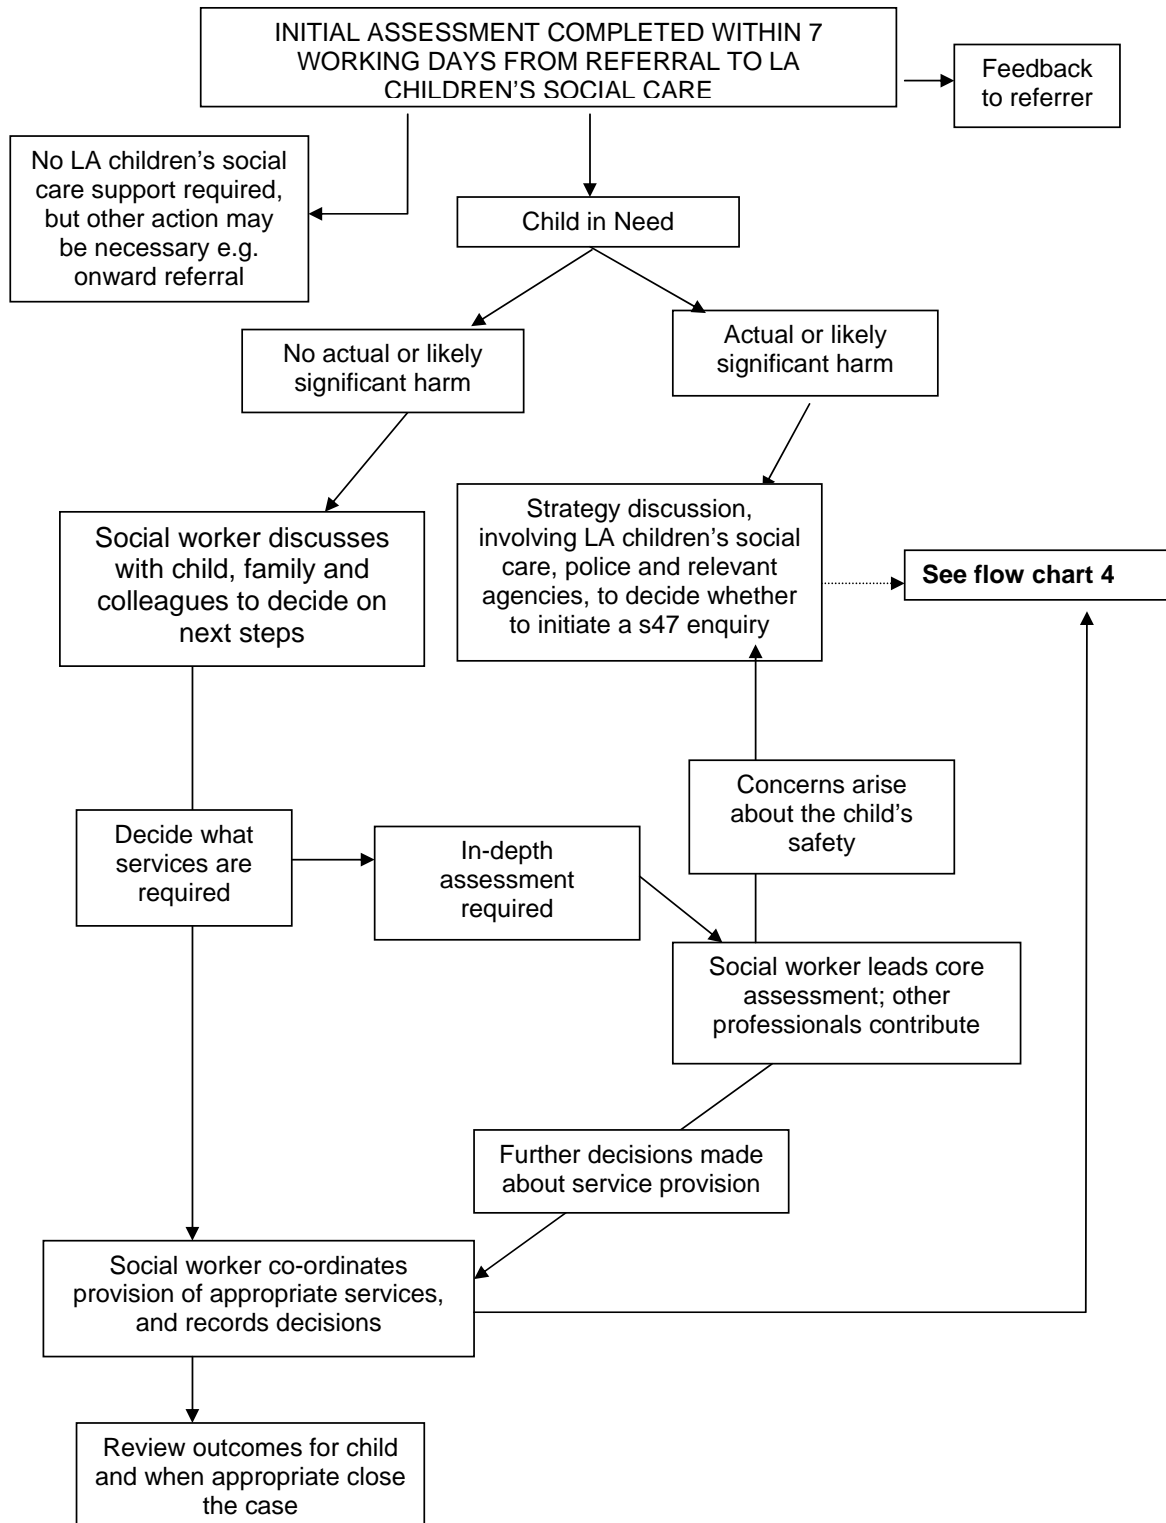 INITIAL ASSESSMENT COMPLETED WITHIN 7
WORKING DAYS FROM REFERRAL TO LA
CHILDREN’S SOCIAL CARE
Feedback
to referrer
No LA children’s social
care support required,
but other action may
be necessary e.g.
onward referral
Child in Need
No actual or likely
significant harm
Actual or likely
significant harm
Social worker discusses
with child, family and
colleagues to decide on
next steps
Strategy discussion,
involving LA children’s social
care, police and relevant
agencies, to decide whether
to initiate a s47 enquiry
See flow chart 4
Concerns arise
about the child’s
safety
Decide what
services are
required
In-depth
assessment
required
Social worker leads core
assessment; other
professionals contribute
Further decisions made
about service provision
Social worker co-ordinates
provision of appropriate services,
and records decisions
Review outcomes for child
and when appropriate close
the case